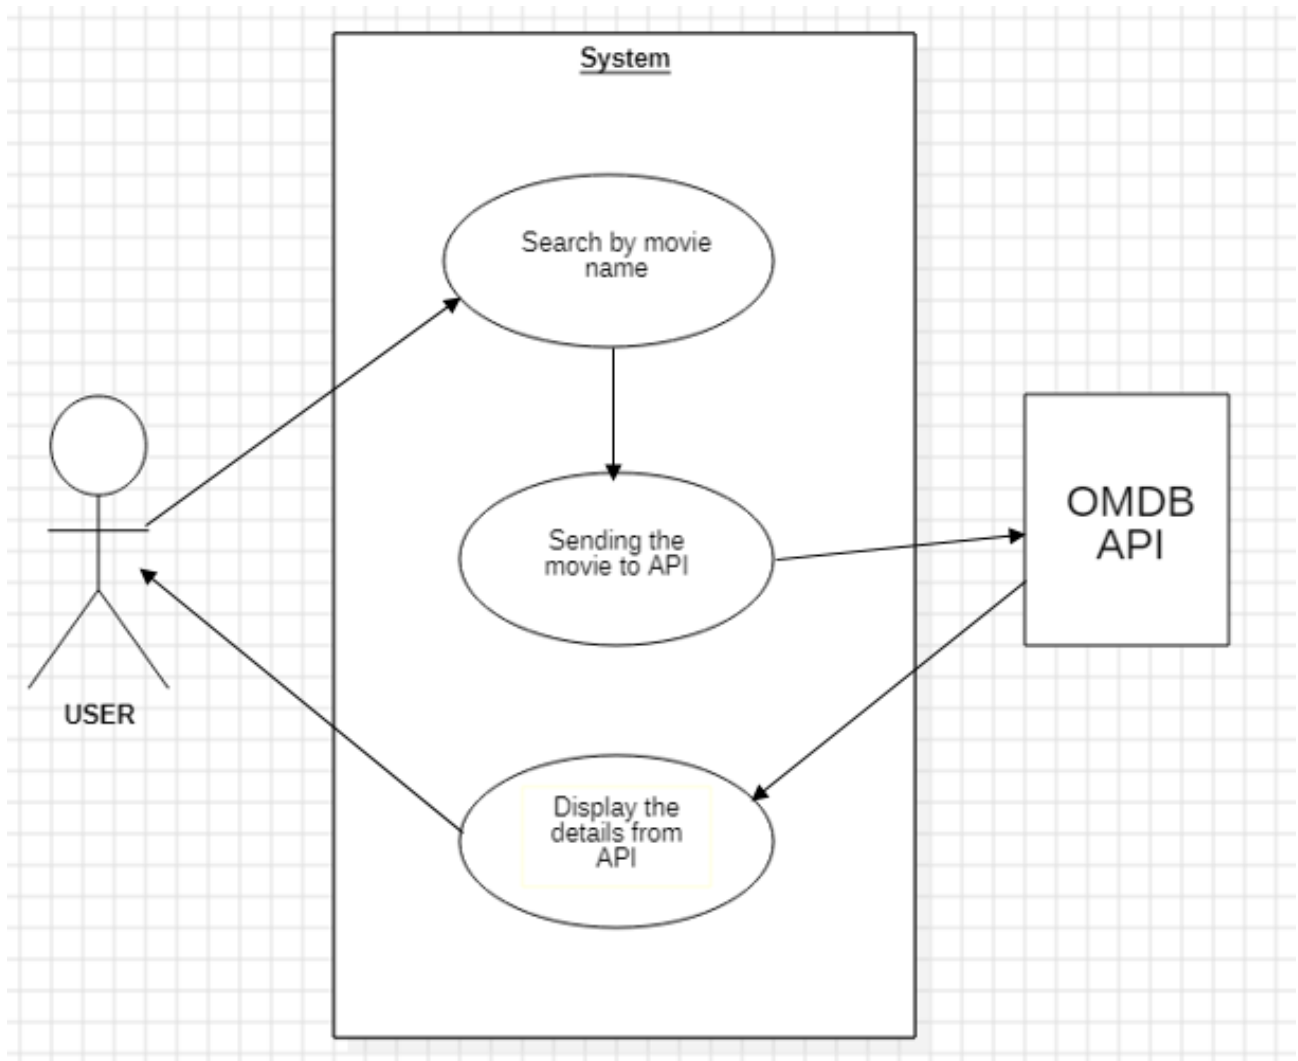 System
Search by movie
name
Sending the
movie to API
OMDB
API
USER
Display the
details from
API